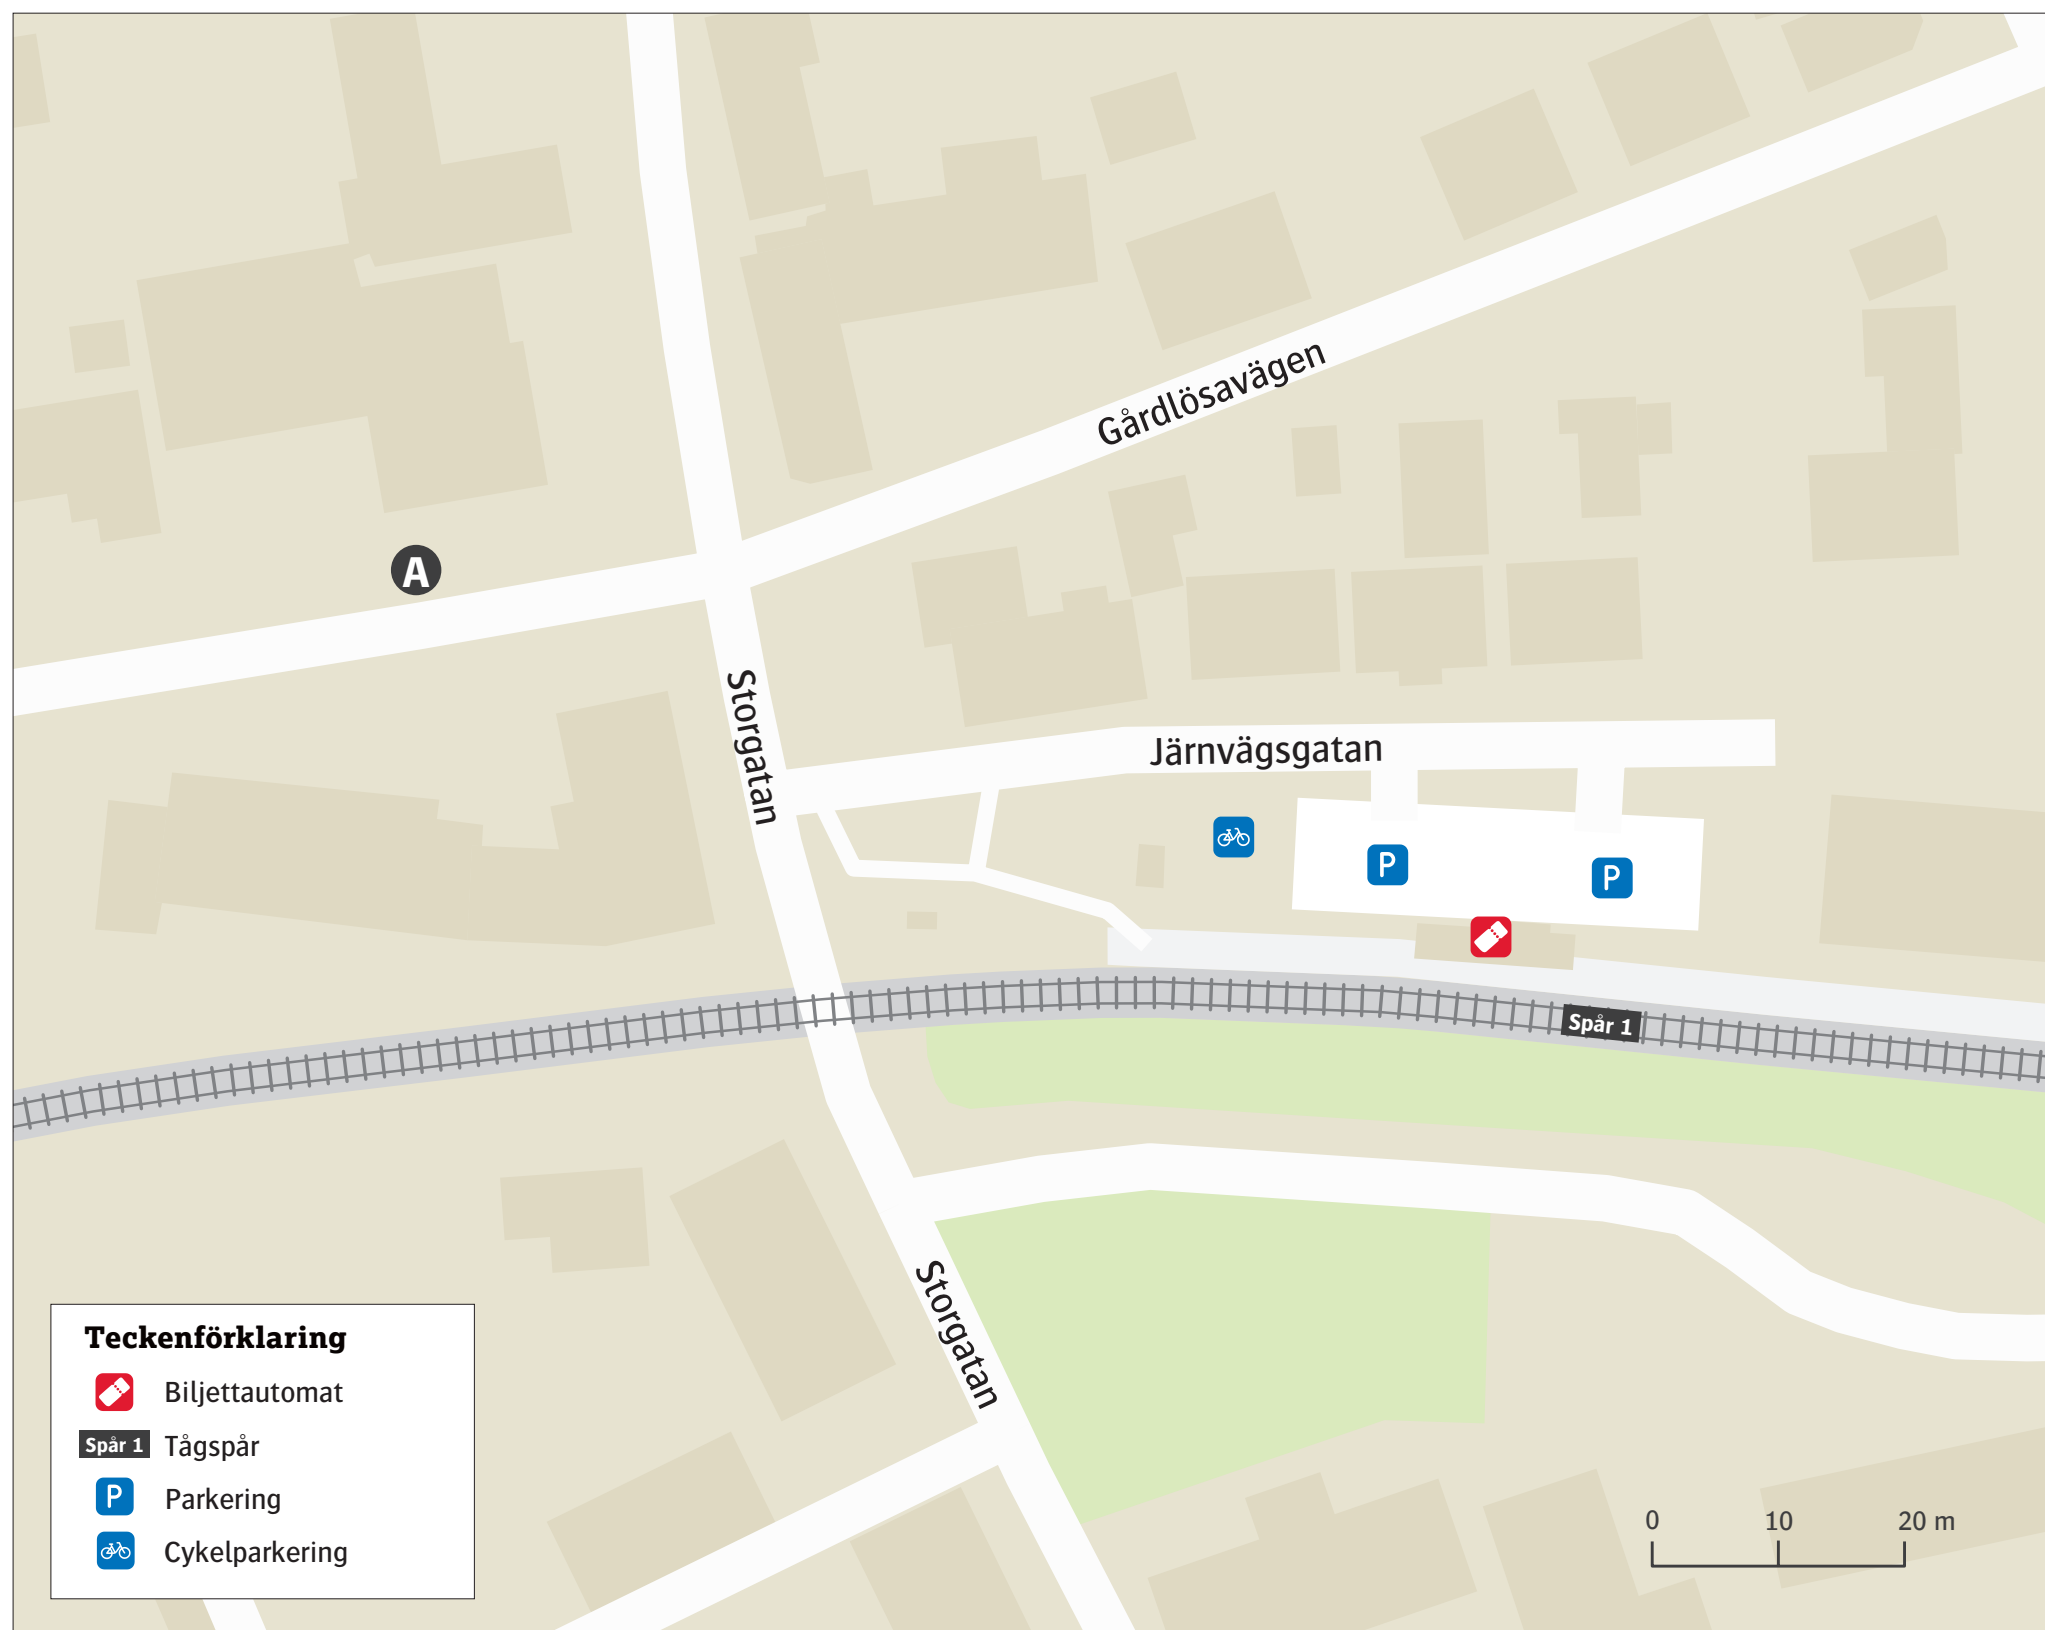 Gårdlösavägen
A
Storgatan
Järnvägsgatan
P
P
Spår 1
Storgatan
Teckenförklaring
Biljettautomat
Spår 1 Tågspår
P Parkering
Cykelparkering
0 10 20 m